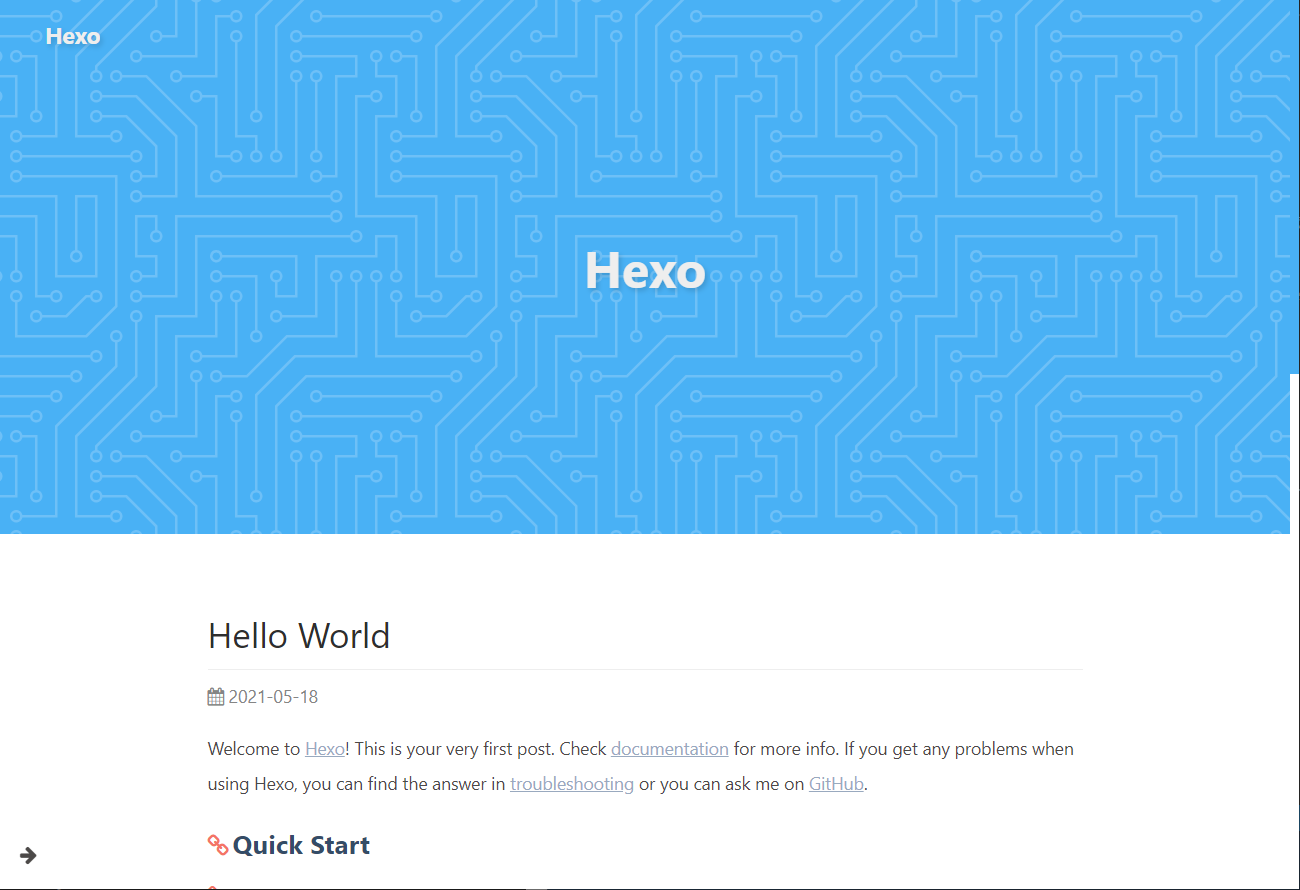 Hexo
Hexo
Hello World
2021-05-18
Welcome to Hexo! This is your very first post. Check documentation for more info. If you get any problems when
using Hexo, you can find the answer in troubleshooting or you can ask me on GitHub.
Quick Start